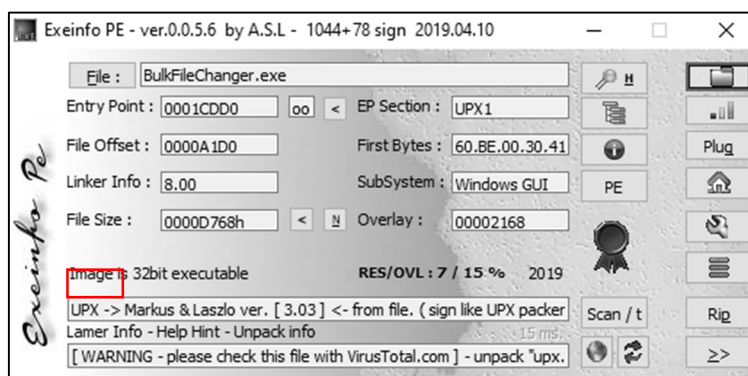 Exeinfo PE - ver.0.0.5.6 by A.S.L - 1044+78 sign 2019.04.10
File : BulkFileChanger.exe H
Entry Point : 0001CDD0 oo < EP Section : UPX1
File Offset : 0000A1D0 First Bytes : 60.BE.00.30.41 Plug
Linker Info : 8.00 SubSystem : Windows GUI PE
File Size : 0000D768h < N Overlay : 00002168
Image is 32bit executable RES/OVL : 7 / 15 % 2019
UPX -> Markus & Laszlo ver. [ 3.03 ] <- from file. ( sign like UPX packer Scan / t Rip
Lamer Info - Help Hint - Unpack info 15 ms.
[ WARNING - please check this file with VirusTotal.com ] - unpack "upx. >>
Exeinfo Pe